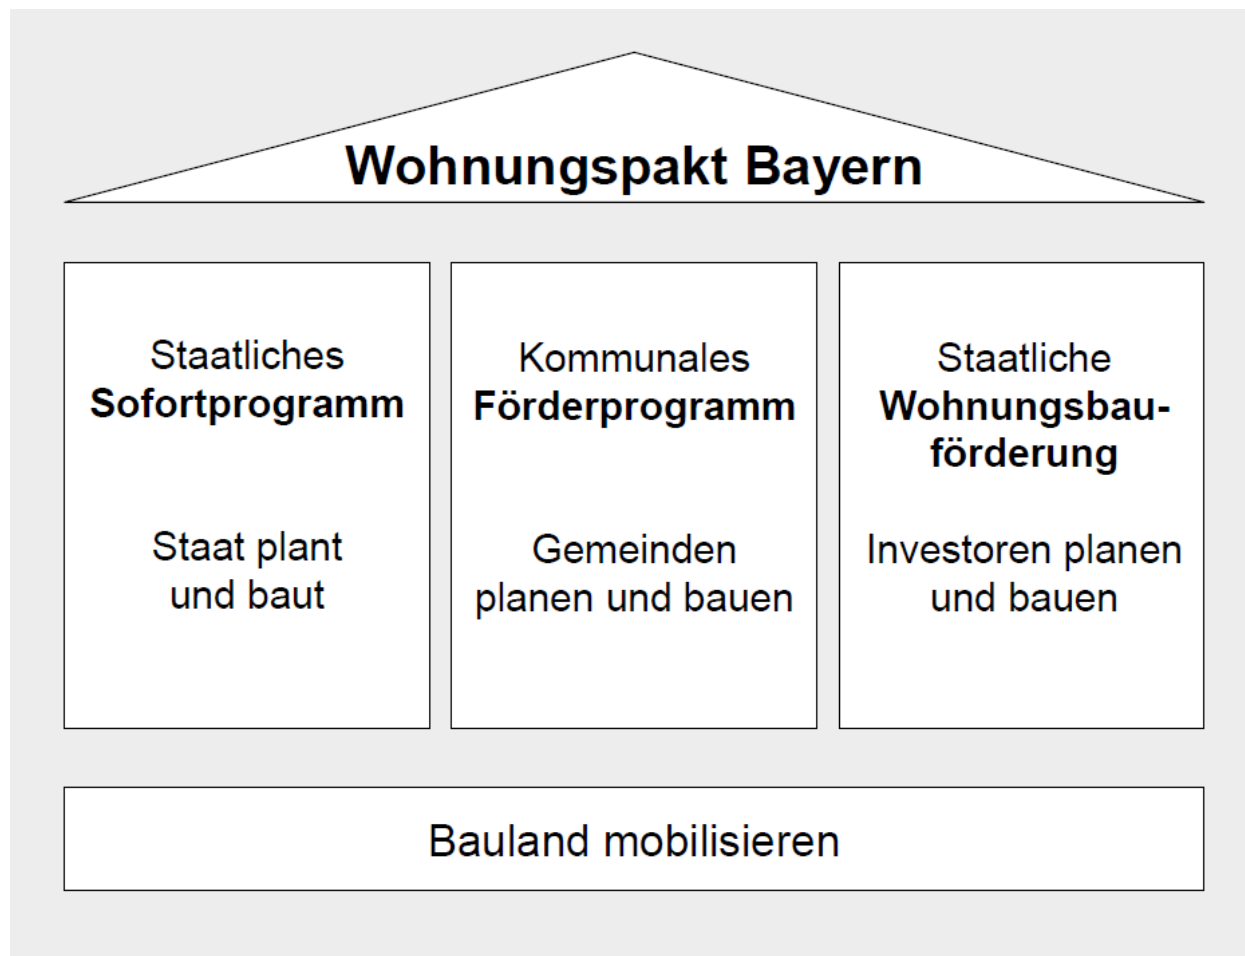 Wohnungspakt Bayern
Staatliches
Sofortprogramm
Staat plant
und baut
Kommunales
Förderprogramm
Gemeinden
planen und bauen
Staatliche
Wohnungsbau-
förderung
Investoren planen
und bauen
Bauland mobilisieren